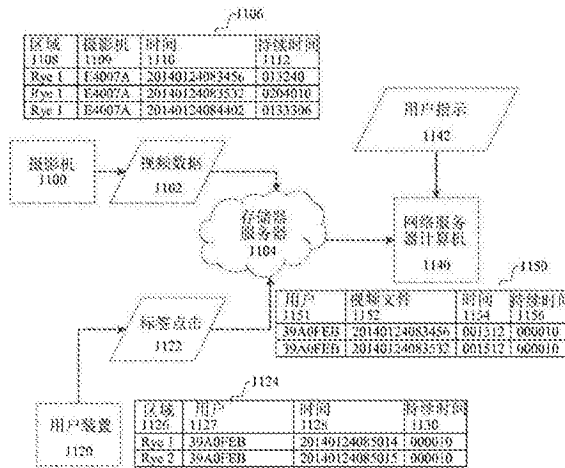 1106
区域 摄影机 时间 持续时间
1108 1109 1110 1112
Rye 1 E4007A 20140124083456 013240
Rye 1 E4007A 20140124083532 0204010
Rye 1 E4007A 20140124084402 0133306
用户指示
1142
摄影机
1100
视频数据
1102
存储器
服务器
1104
网络服务
器计算机
1140
1150
用户 视频文件 时间 持续时间
1151 1152 1154 1156
39A0FEB 20140124083456 001312 000010
39A0FEB 20140124083532 001512 000010
标签点击
1122
1124
用户装置
1120
区域 用户 时间 持续时间
1126 1127 1128 1130
Rye 1 39A0FEB 20140124085014 000010
Rye 2 39A0FEB 20140124085015 000010